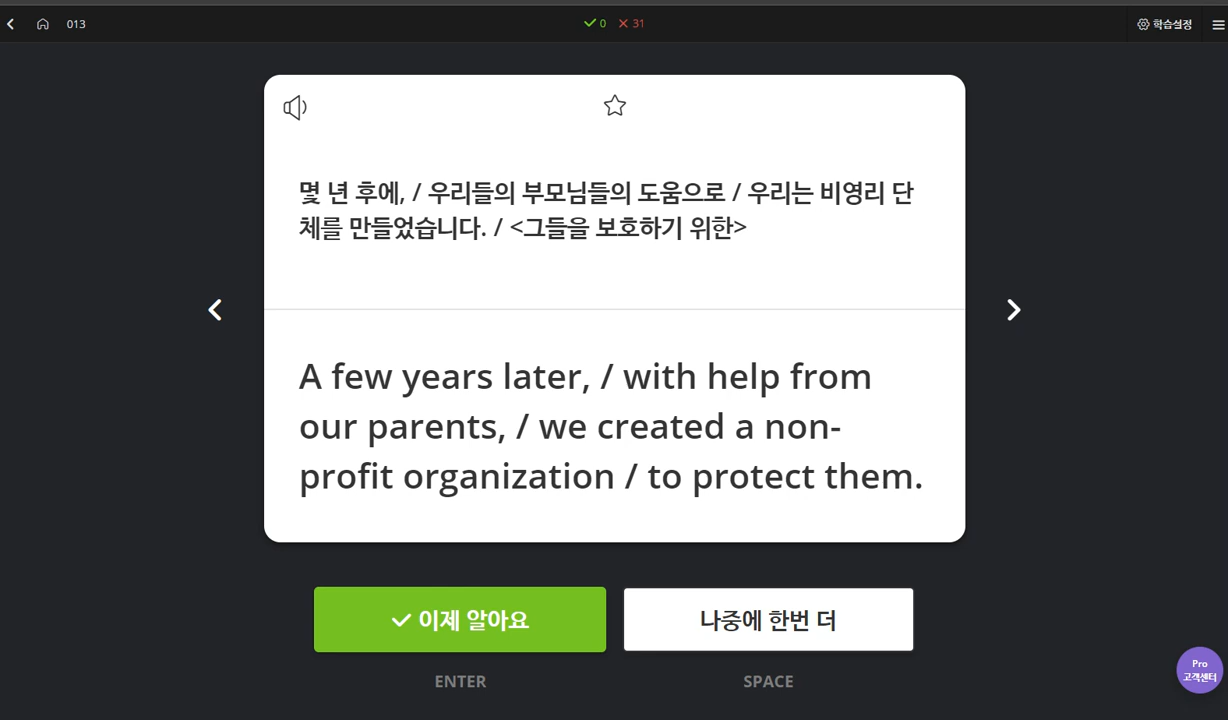 013
0
31
학습설정
몇 년 후에, / 우리들의 부모님들의 도움으로 / 우리는 비영리 단
체를 만들었습니다. / <그들을 보호하기 위한>
A few years later, / with help from
our parents, / we created a non-
profit organization / to protect them.
이제 알아요
나중에 한번 더
ENTER
SPACE
Pro
고객센터